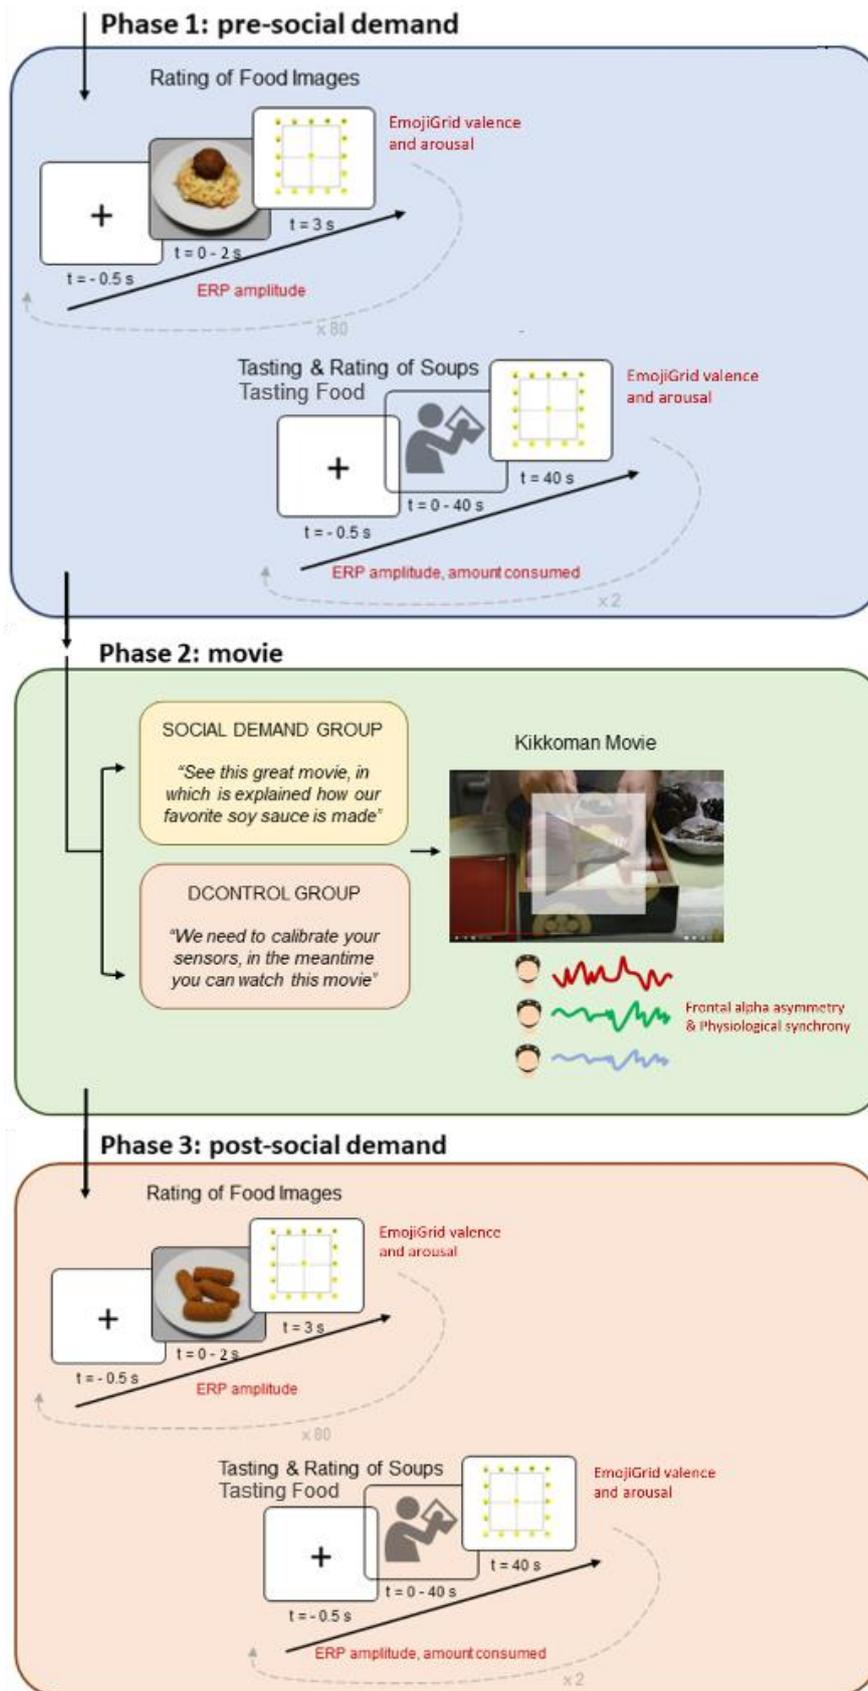 Phase 1: pre-social demand
Rating of Food Images
EmojiGrid valence
and arousal
+
t = - 0.5 s
t = 0 - 2 s
t = 3 s
ERP amplitude
x 80
Tasting & Rating of Soups
Tasting Food
EmojiGrid valence
and arousal
+
t = - 0.5 s
t = 0 - 40 s
t = 40 s
ERP amplitude, amount consumed
x 2
Phase 2: movie
SOCIAL DEMAND GROUP
“See this great movie, in
which is explained how our
favorite soy sauce is made”
DCONTROL GROUP
“We need to calibrate your
sensors, in the meantime
you can watch this movie”
Kikkoman Movie
Frontal alpha asymmetry
& Physiological synchrony
Phase 3: post-social demand
Rating of Food Images
EmojiGrid valence
and arousal
+
t = - 0.5 s
t = 0 - 2 s
t = 3 s
ERP amplitude
x 80
Tasting & Rating of Soups
Tasting Food
EmojiGrid valence
and arousal
+
t = - 0.5 s
t = 0 - 40 s
t = 40 s
ERP amplitude, amount consumed
x 2